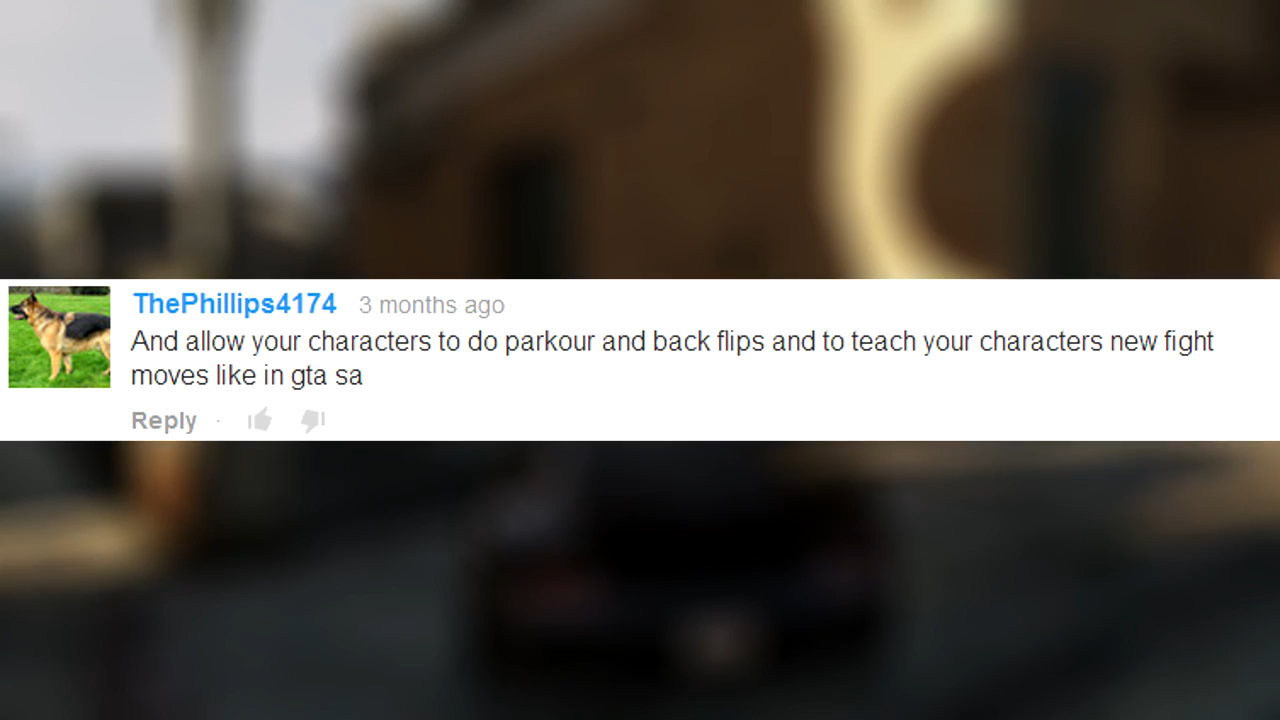 ThePhillips4174 3 months ago
And allow your characters to do parkour and back flips and to teach your characters new fight
moves like in gta sa
Reply ·